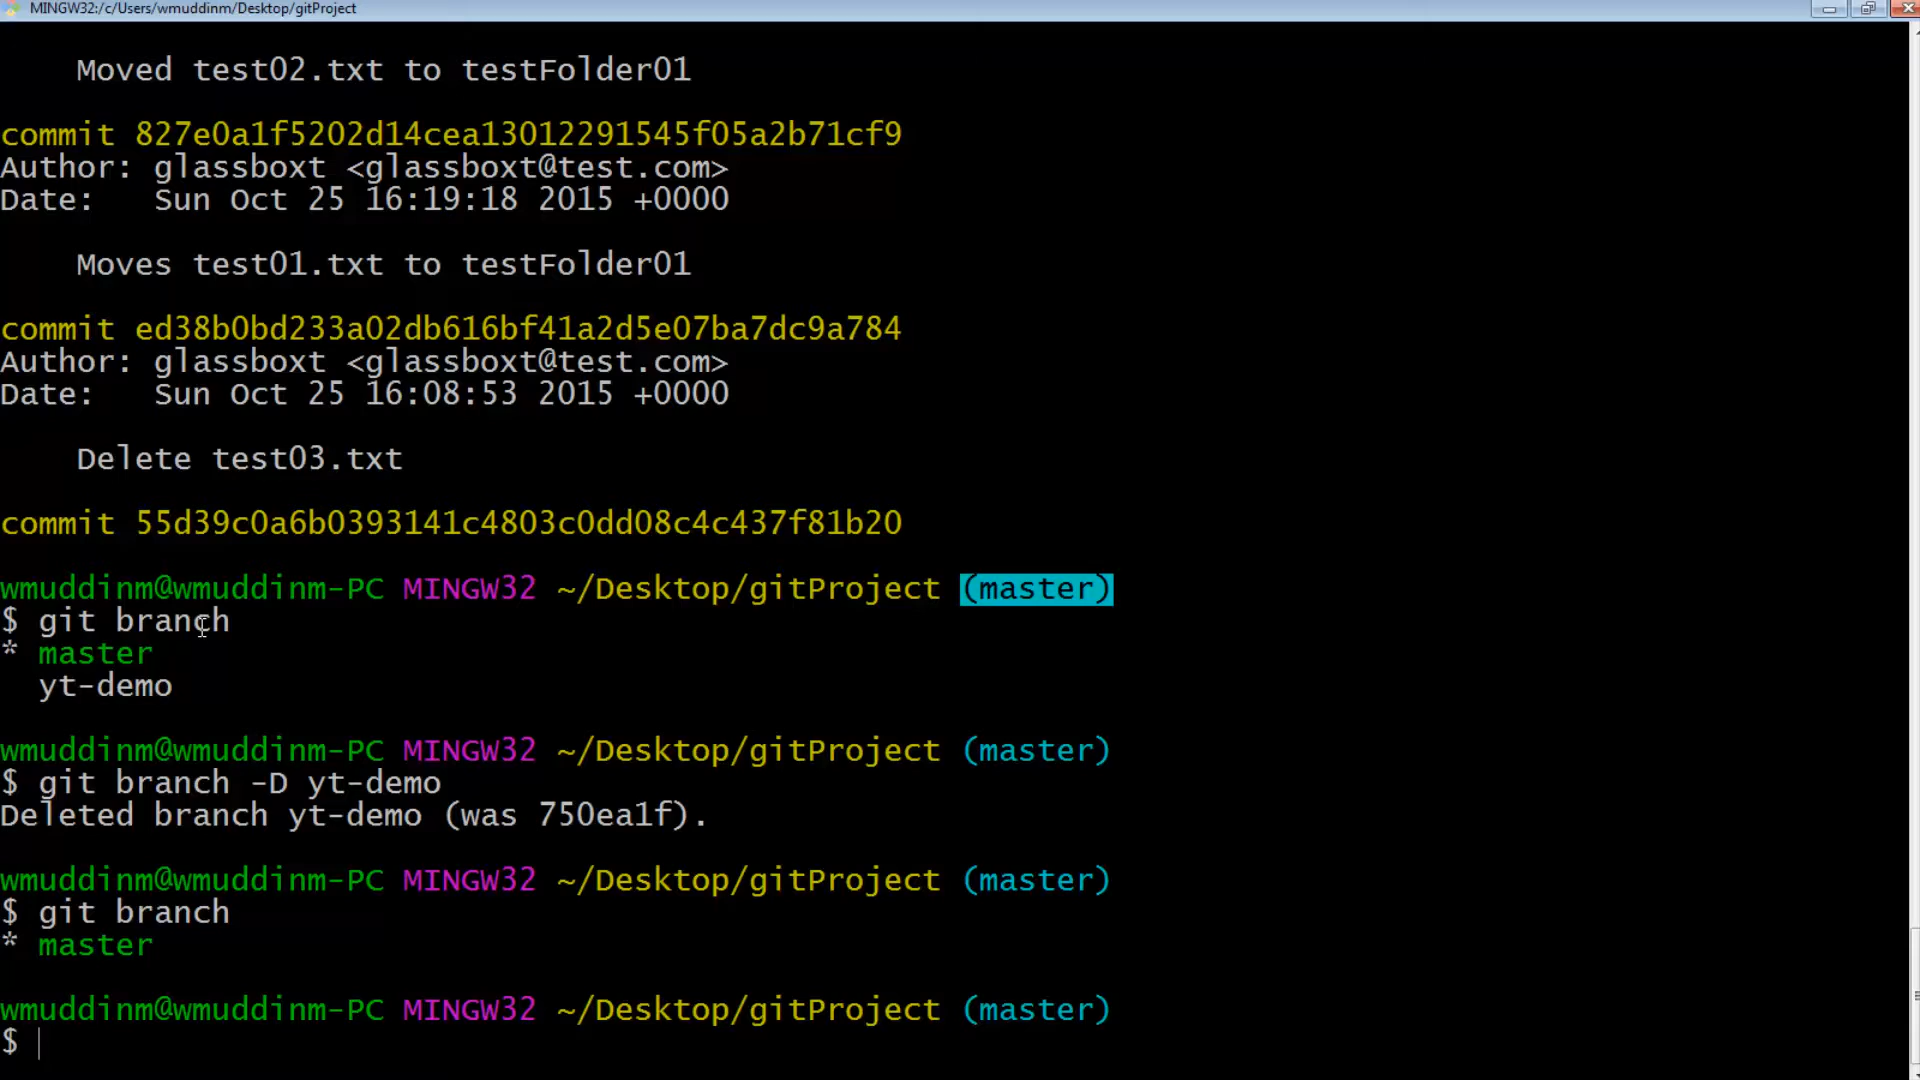 MINGW32:/c/Users/wmuddinm/Desktop/gitProject
Moved test02.txt to testFolder01
commit 827e0a1f5202d14cea13012291545f05a2b71cf9
Author: glassboxt <glassboxt@test.com>
Date:   Sun Oct 25 16:19:18 2015 +0000
Moves test01.txt to testFolder01
commit ed38b0bd233a02db616bf41a2d5e07ba7dc9a784
Author: glassboxt <glassboxt@test.com>
Date:   Sun Oct 25 16:08:53 2015 +0000
Delete test03.txt
commit 55d39c0a6b0393141c4803c0dd08c4c437f81b20
wmuddinm@wmuddinm-PC MINGW32 ~/Desktop/gitProject (master)
$ git branch
* master
yt-demo
wmuddinm@wmuddinm-PC MINGW32 ~/Desktop/gitProject (master)
$ git branch -D yt-demo
Deleted branch yt-demo (was 750ea1f).
wmuddinm@wmuddinm-PC MINGW32 ~/Desktop/gitProject (master)
$ git branch
* master
wmuddinm@wmuddinm-PC MINGW32 ~/Desktop/gitProject (master)
$